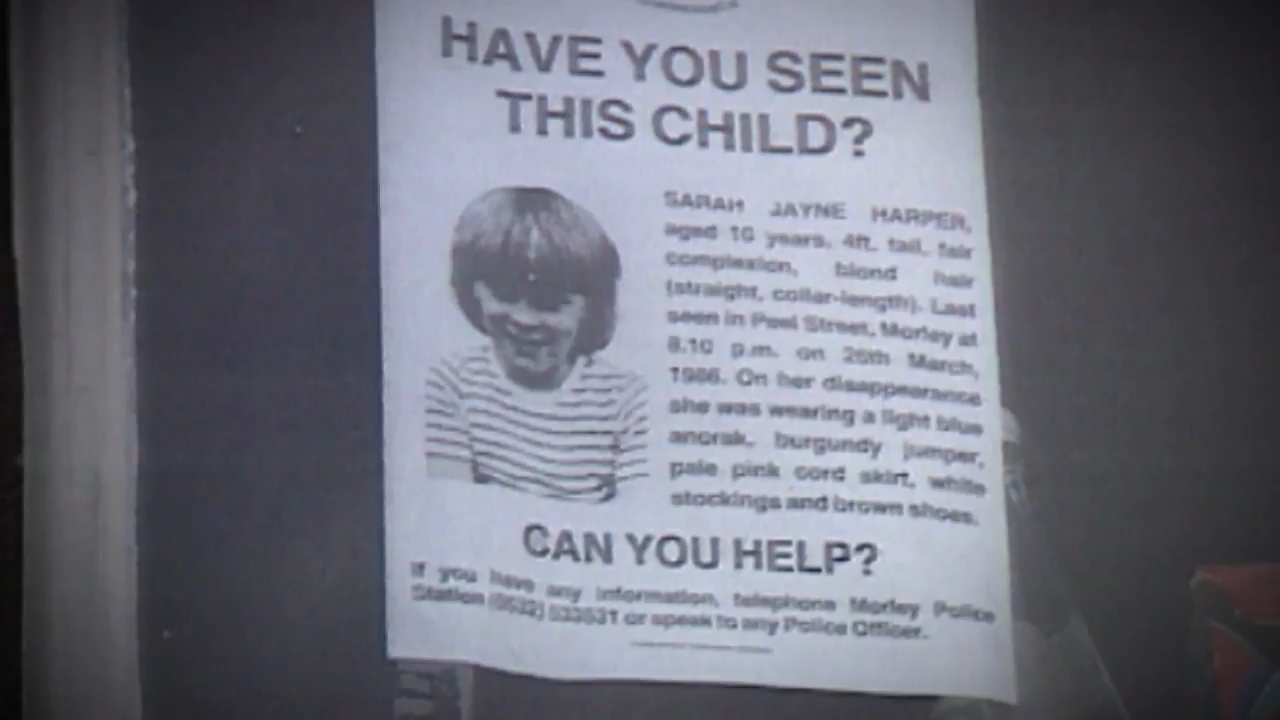 HAVE YOU SEEN
THIS CHILD?
SARAH JAYNE HARPER,
aged 10 years, 4ft. tall, fair
complexion, blond hair
(straight, collar-length). Last
seen in Peel Street, Morley at
8.10 p.m. on 26th March,
1986. On her disappearance
she was wearing a light blue
anorak, burgundy jumper,
pale pink cord skirt, white
stockings and brown shoes.
CAN YOU HELP?
If you have any information, telephone Morley Police
Station (0532) or speak to any Police Officer.